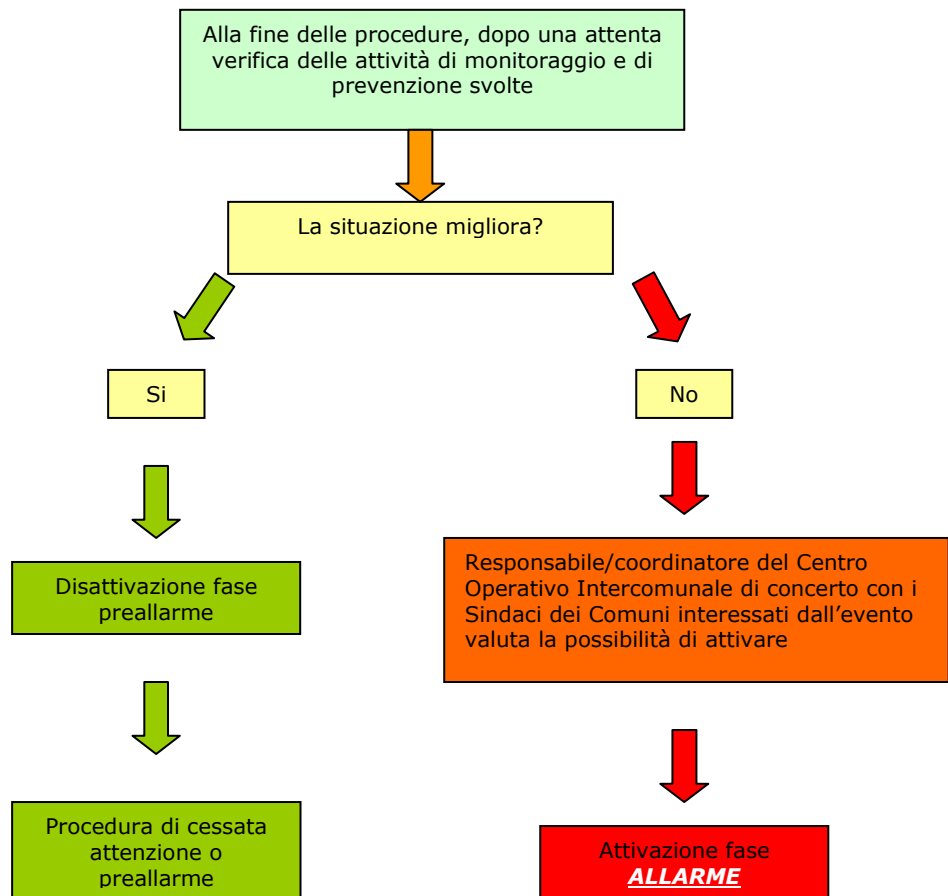 Alla fine delle procedure, dopo una attenta
verifica delle attività di monitoraggio e di
prevenzione svolte
La situazione migliora?
Si
No
Disattivazione fase
preallarme
Responsabile/coordinatore del Centro
Operativo Intercomunale di concerto con i
Sindaci dei Comuni interessati dall’evento
valuta la possibilità di attivare
Procedura di cessata
attenzione o
preallarme
Attivazione fase
ALLARME